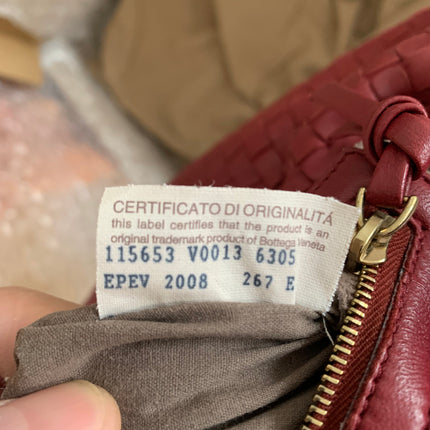 CERTIFICATO DI ORIGINALITÁ
this label certifies that the product is an
original trademark product of Bottega Veneta
115653 V0013 6305
EPEV 2008 267 E